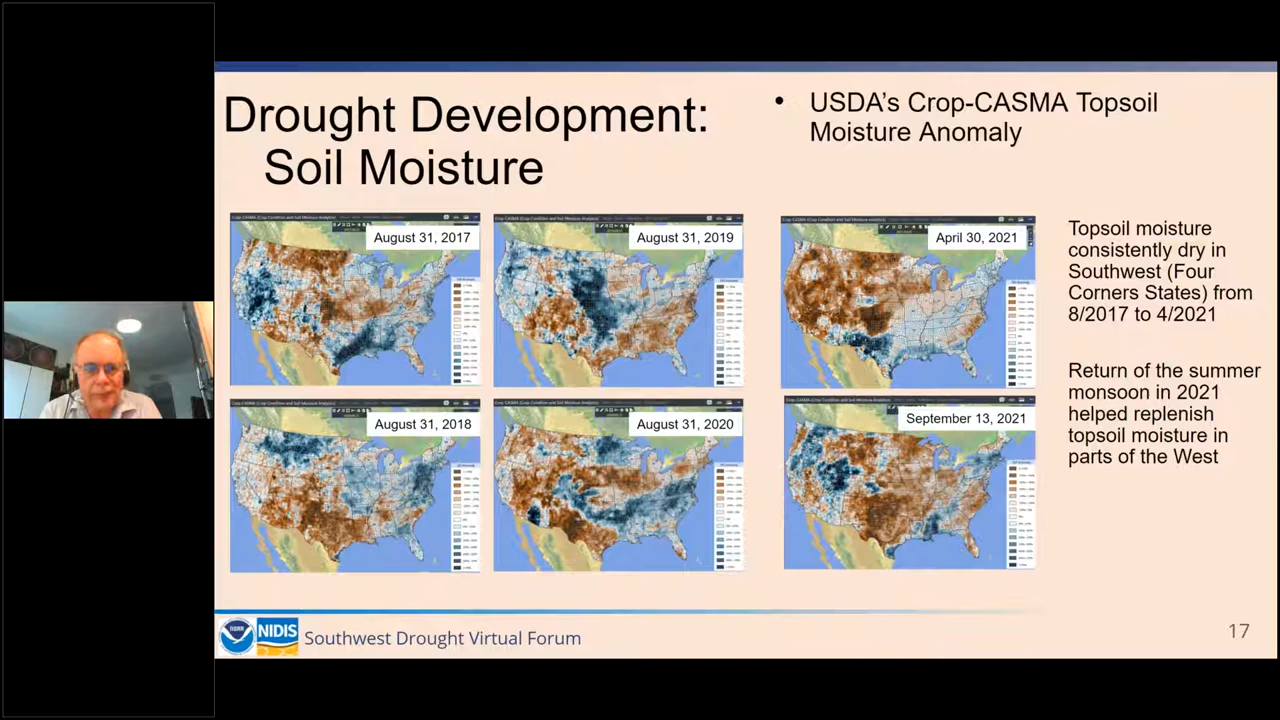 Drought Development:
Soil Moisture
• USDA's Crop-CASMA Topsoil
Moisture Anomaly
August 31, 2017
August 31, 2019
April 30, 2021
Topsoil moisture
consistently dry in
Southwest (Four
Corners States) from
8/2017 to 4/2021
August 31, 2018
August 31, 2020
September 13, 2021
Return of the summer
monsoon in 2021
helped replenish
topsoil moisture in
parts of the West
NOAA
NIDIS
Southwest Drought Virtual Forum
17